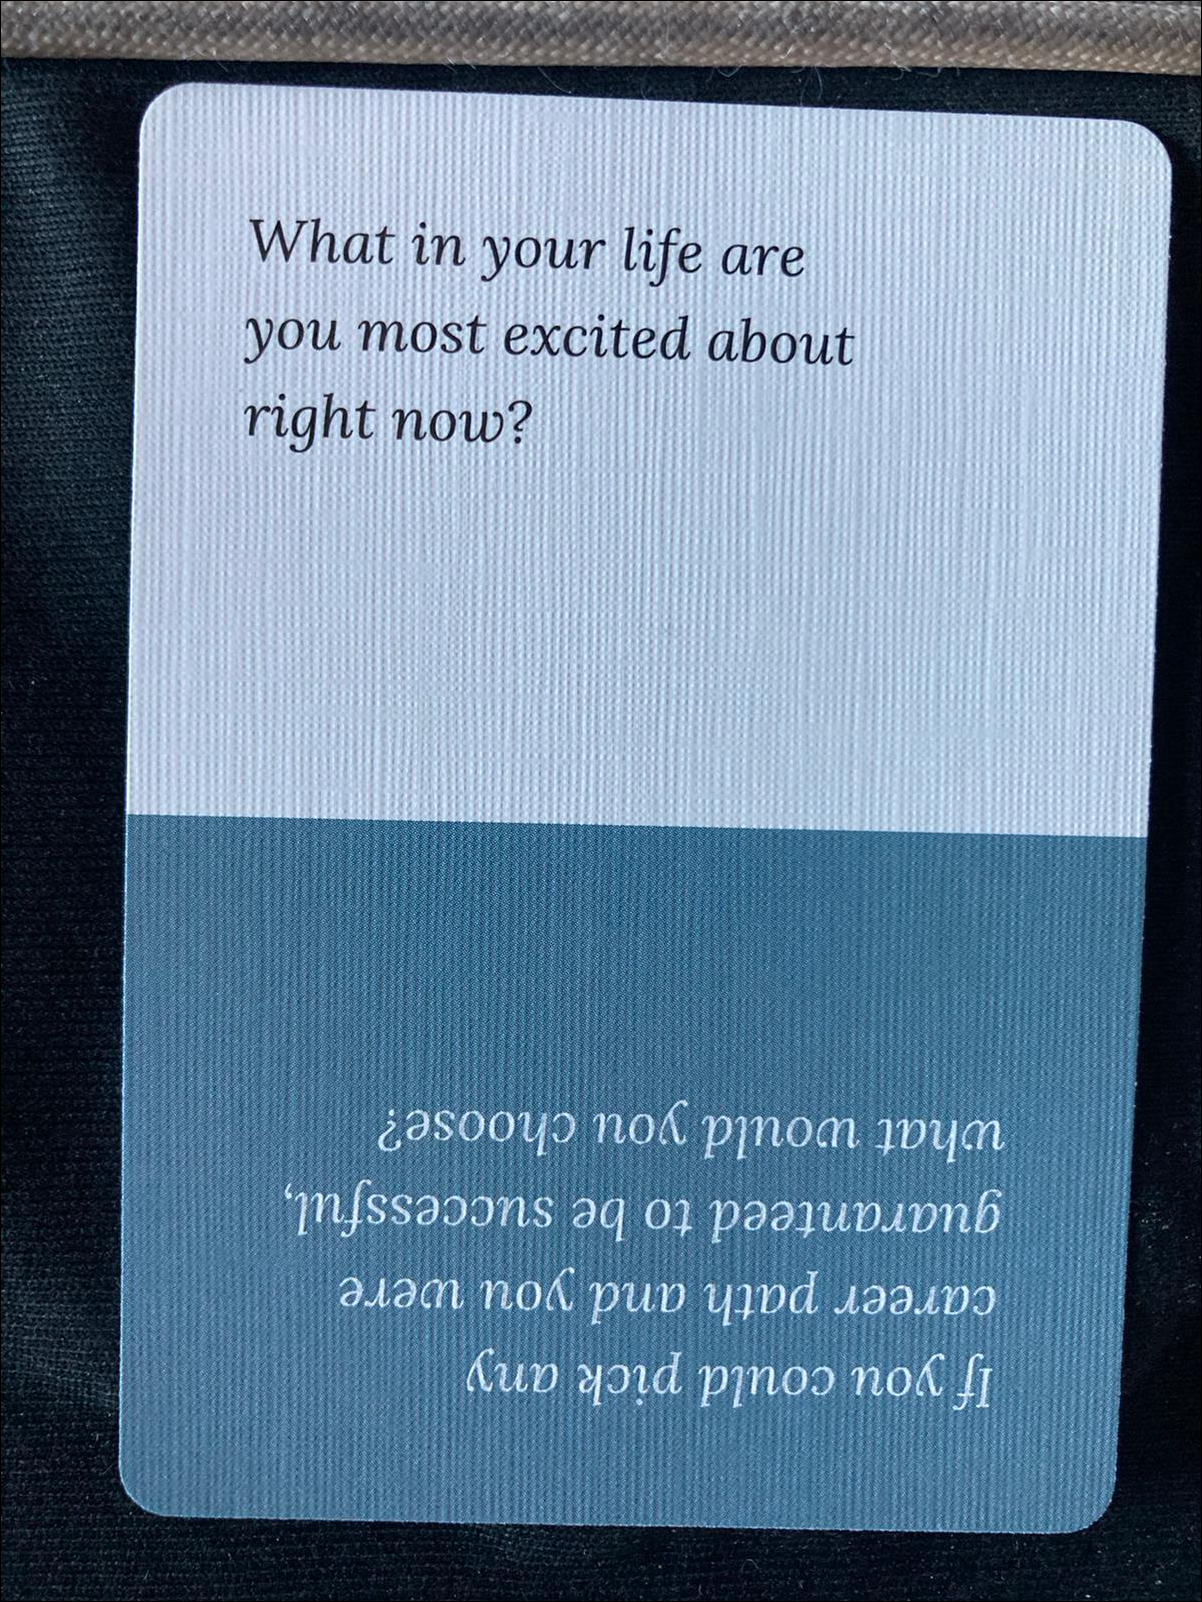 What in your life are
you most excited about
right now?
If you could pick any
career path and you were
guaranteed to be successful,
what would you choose?